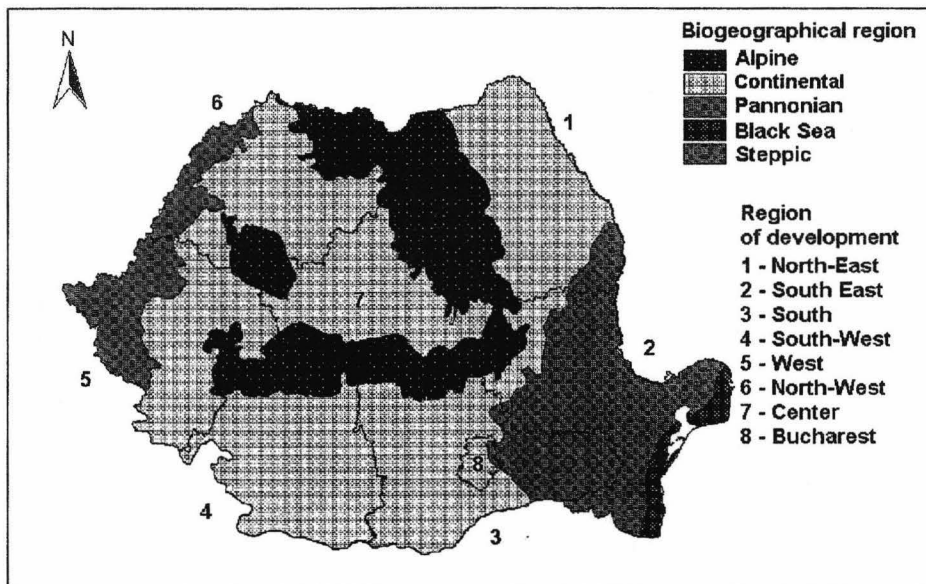 N
6
1
7
2
5
8
4
3
Biogeographical region
Alpine
Continental
Pannonian
Black Sea
Steppic
Region
of development
1 - North-East
2 - South East
3 - South
4 - South-West
5 - West
6 - North-West
7 - Center
8 - Bucharest